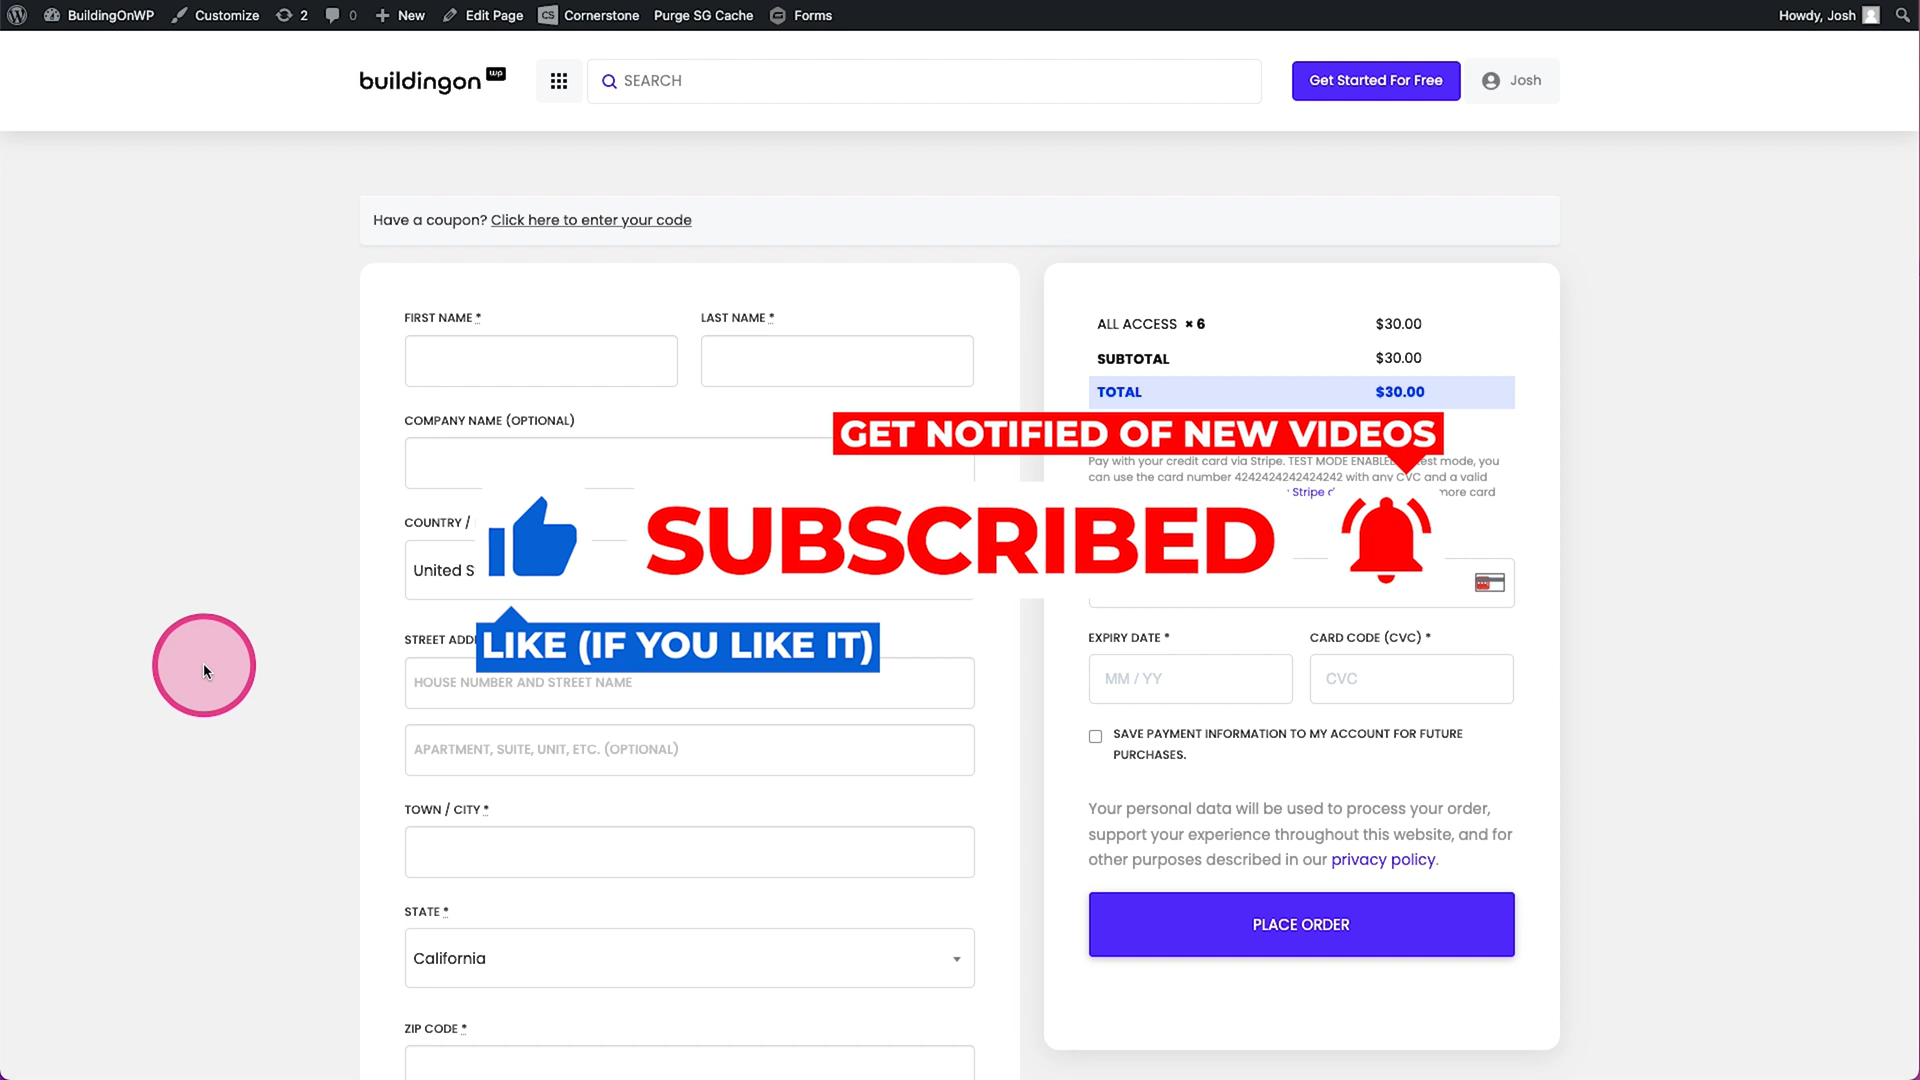 BuildingOnWP Customize 2 0 New Edit Page CS Cornerstone Purge SG Cache Forms Howdy, Josh
buildingon wp SEARCH Get Started For Free Josh
Have a coupon? Click here to enter your code
FIRST NAME * LAST NAME *
COMPANY NAME (OPTIONAL)
COUNTRY /
United S
STREET ADD
HOUSE NUMBER AND STREET NAME
APARTMENT, SUITE, UNIT, ETC. (OPTIONAL)
TOWN / CITY *
STATE *
California
ZIP CODE *
ALL ACCESS × 6 $30.00
SUBTOTAL $30.00
TOTAL $30.00
GET NOTIFIED OF NEW VIDEOS
Pay with your credit card via Stripe. TEST MODE ENABLED test mode, you
can use the card number 4242424242424242 with any CVC and a valid
Stripe more card
SUBSCRIBED
LIKE (IF YOU LIKE IT)
EXPIRY DATE * CARD CODE (CVC) *
MM / YY CVC
SAVE PAYMENT INFORMATION TO MY ACCOUNT FOR FUTURE
PURCHASES.
Your personal data will be used to process your order,
support your experience throughout this website, and for
other purposes described in our privacy policy.
PLACE ORDER